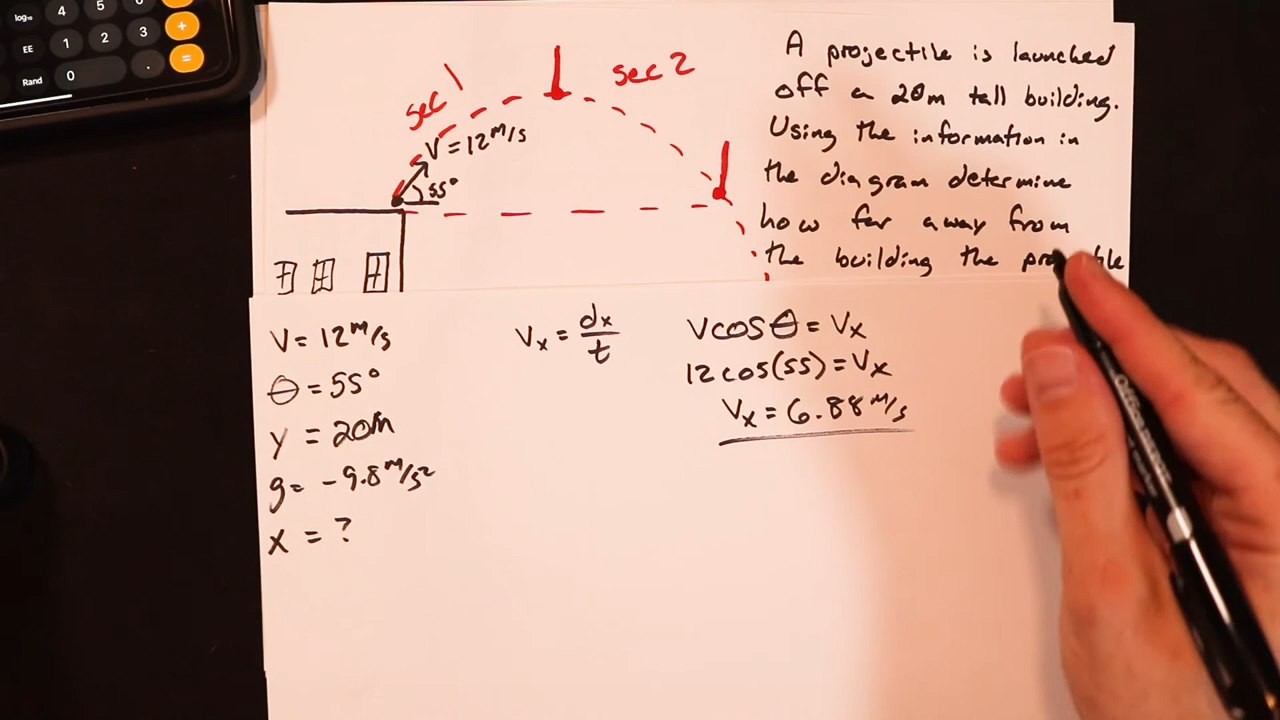 log₁₀ 4 5 6
EE 1 2 3 +
Rand 0 . =
sec 1
sec 2
V = 12 m/s
55°
A projectile is launched
off a 20m tall building.
Using the information in
the diagram determine
how far away from
the building the
V = 12 m/s
θ = 55°
y = 20m
g = -9.8 m/s²
x = ?
Vx = dx/t
Vcosθ = Vx
12cos(55) = Vx
Vx = 6.88 m/s